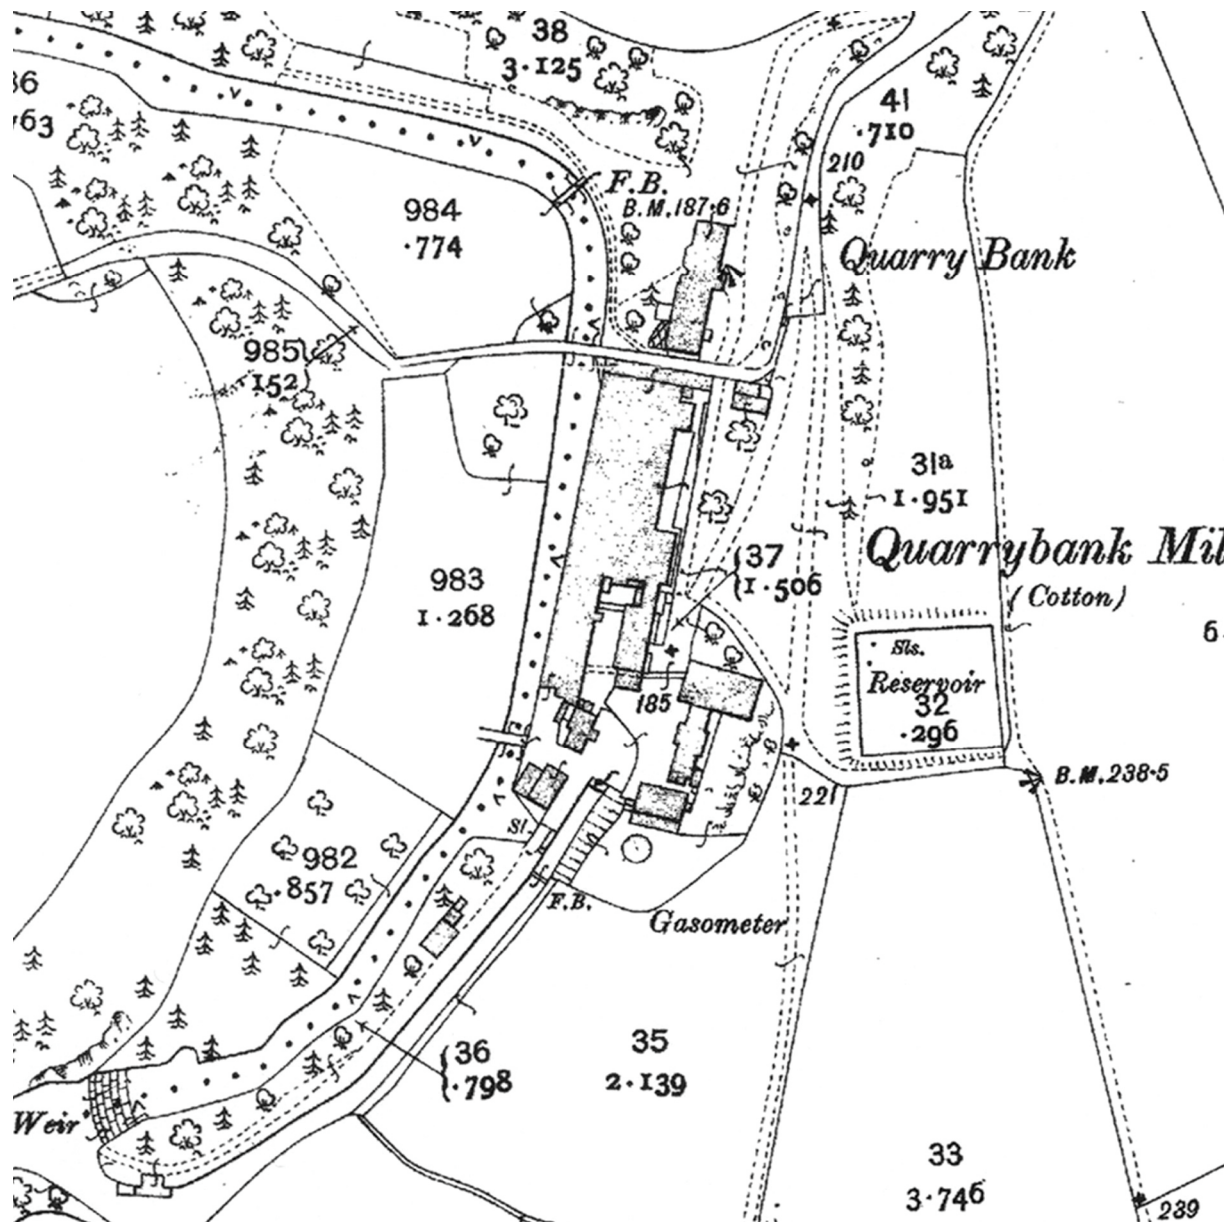 38
3·125
41
·710
210
F.B.
B.M.187·6
984
·774
Quarry Bank
985
·152
31a
1·951
Quarrybank Mil
(Cotton)
37
1·506
983
1·268
6
Sls.
Reservoir
32
·296
185
B.M.238·5
221
Sl.
982
·857
F.B.
Gasometer
36
·798
35
2·139
Weir
33
3·746
239